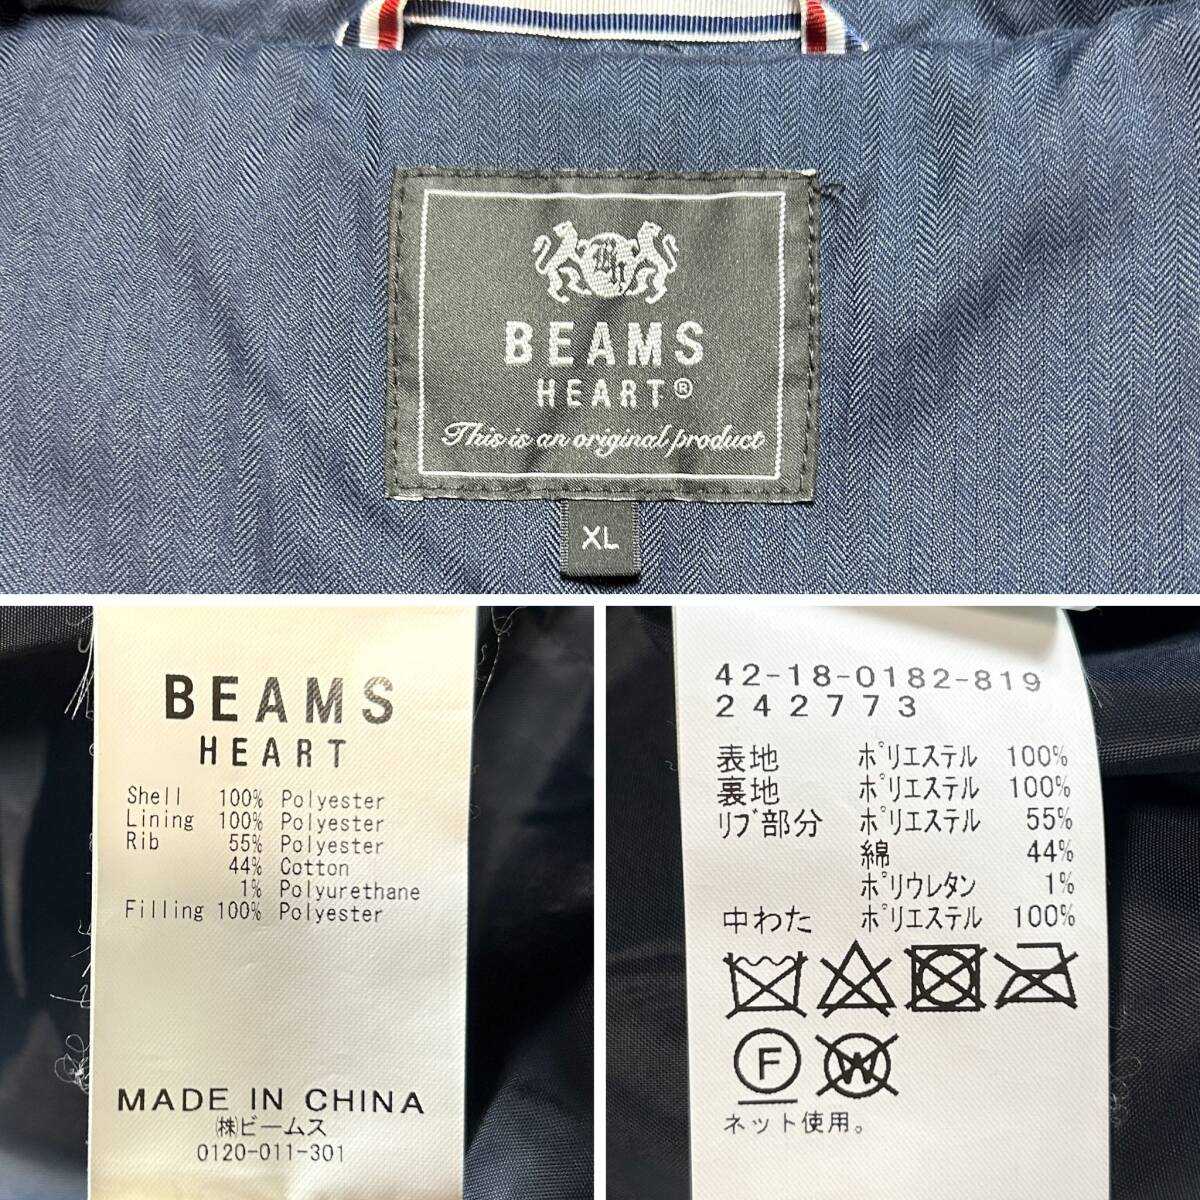 BH
BEAMS
HEART®
This is an original product
XL
BEAMS
HEART
Shell 100% Polyester
Lining 100% Polyester
Rib 55% Polyester
44% Cotton
1% Polyurethane
Filling 100% Polyester
MADE IN CHINA
㈱ビームス
0120-011-301
42-18-0182-819
242773
表地 ポリエステル 100%
裏地 ポリエステル 100%
リブ部分 ポリエステル 55%
綿 44%
ポリウレタン 1%
中わた ポリエステル 100%
F W
ネット使用。